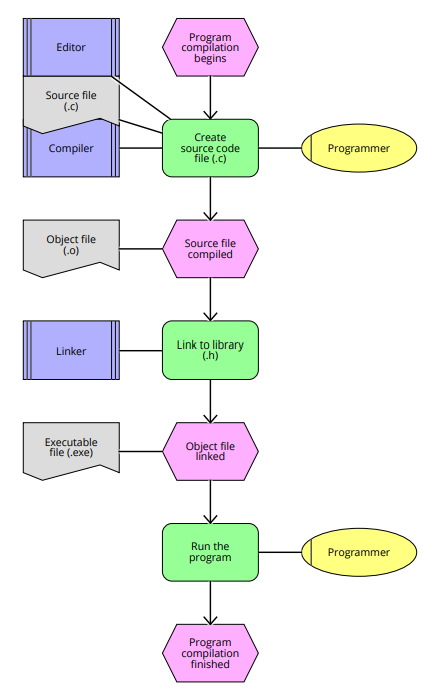 Editor
Program
compilation
begins
Source file
(.c)
Compiler
Create
source code
file (.c)
Programmer
Object file
(.o)
Source file
compiled
Linker
Link to library
(.h)
Executable
file (.exe)
Object file
linked
Run the
program
Programmer
Program
compilation
finished